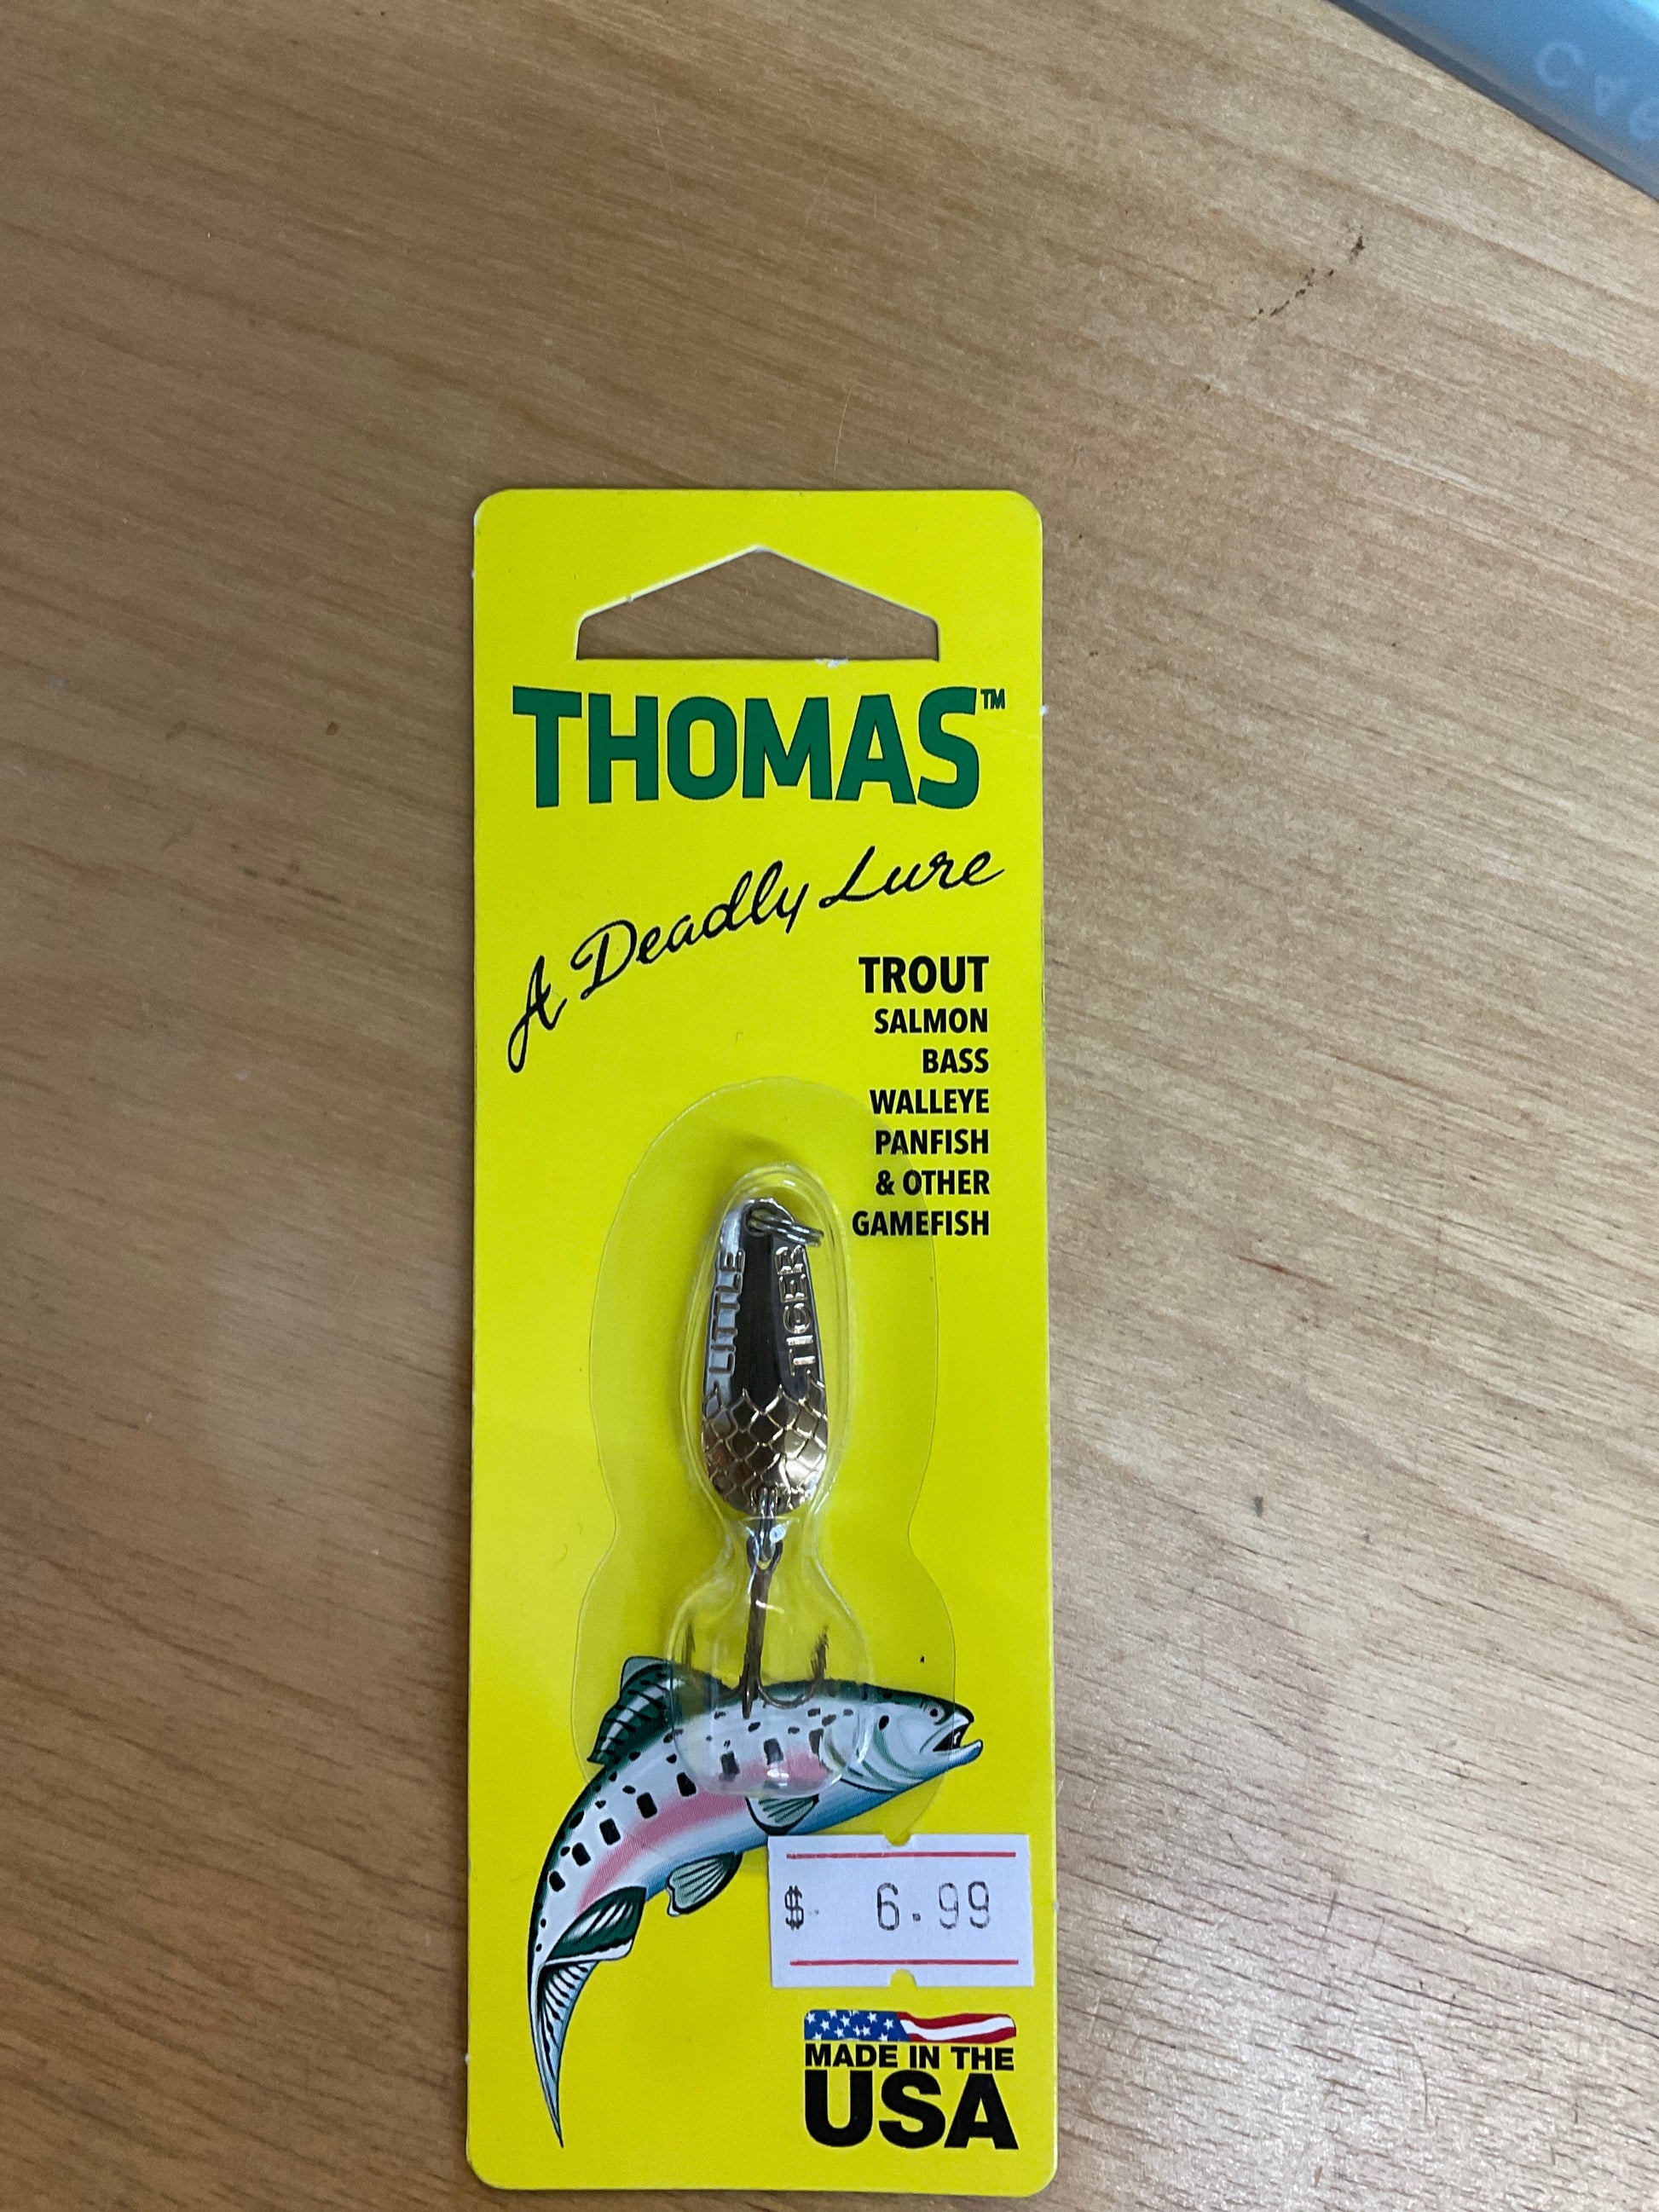 THOMAS™
A Deadly Lure
TROUT
SALMON
BASS
WALLEYE
PANFISH
& OTHER
GAMEFISH
LITTLE
TIGER
$ 6.99
MADE IN THE
USA